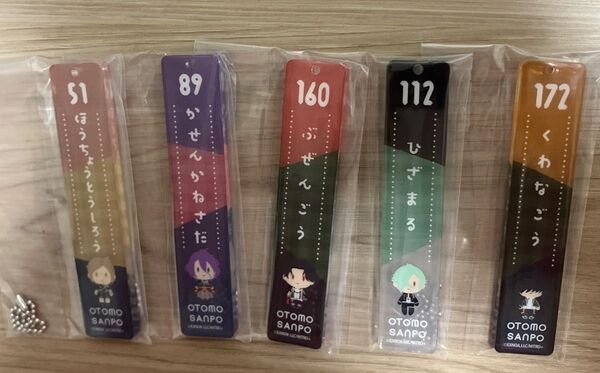 51
ほうちょうとうしろう
OTOMO
SANPO
89
かせんかねさだ
OTOMO
SANPO
160
ぶぜんごう
OTOMO
SANPO
112
ひざまる
OTOMO
SANPO
172
くわなごう
OTOMO
SANPO